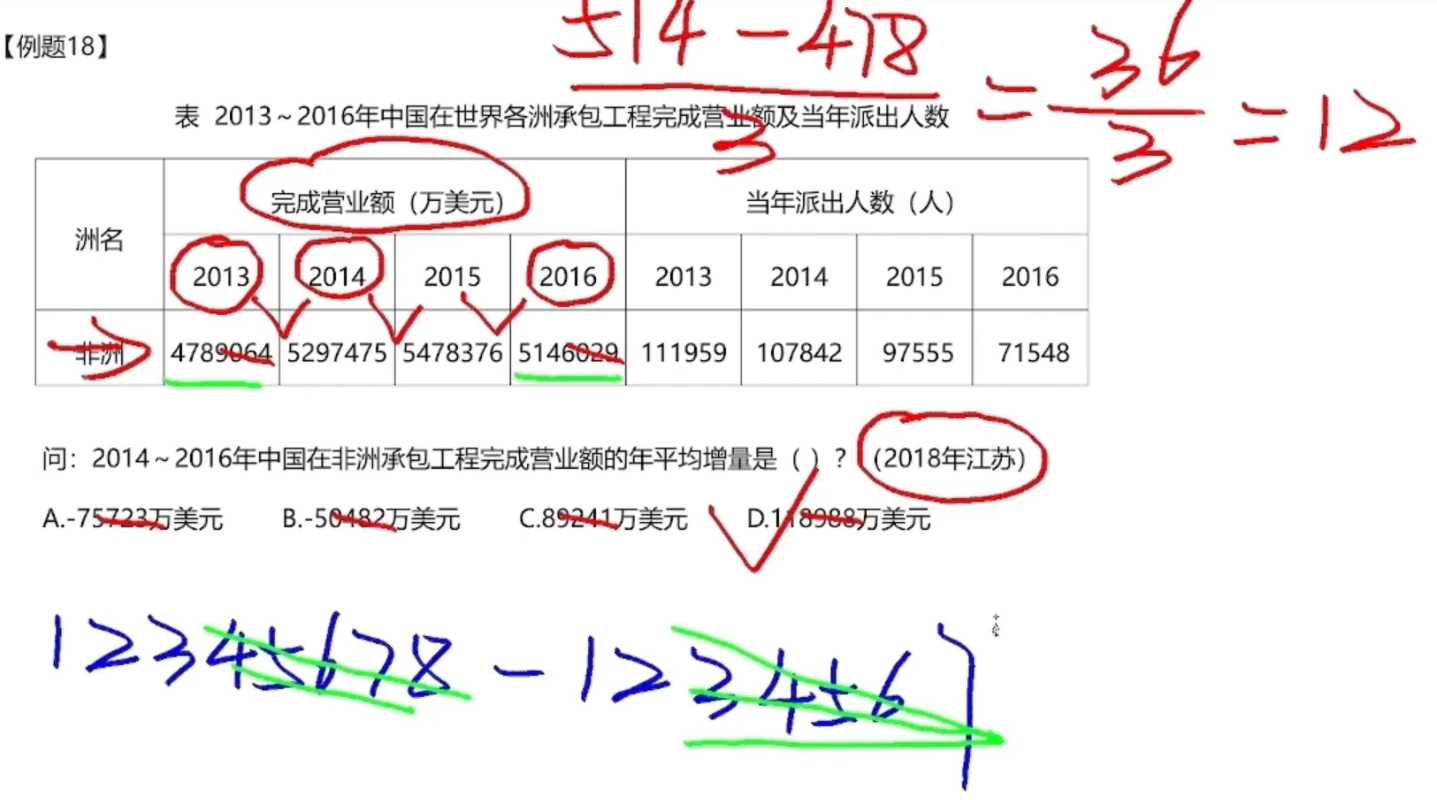 【例题18】
514-478
3
=
36
3
=12
表 2013~2016年中国在世界各洲承包工程完成营业额及当年派出人数
洲名 完成营业额（万美元） 当年派出人数（人）
2013 2014 2015 2016 2013 2014 2015 2016
非洲 4789064 5297475 5478376 5146029 111959 107842 97555 71548
问：2014~2016年中国在非洲承包工程完成营业额的年平均增量是（ ）？（2018年江苏）
A.-75723万美元 B.-50482万美元 C.89241万美元 D.118988万美元
12345678-1234567